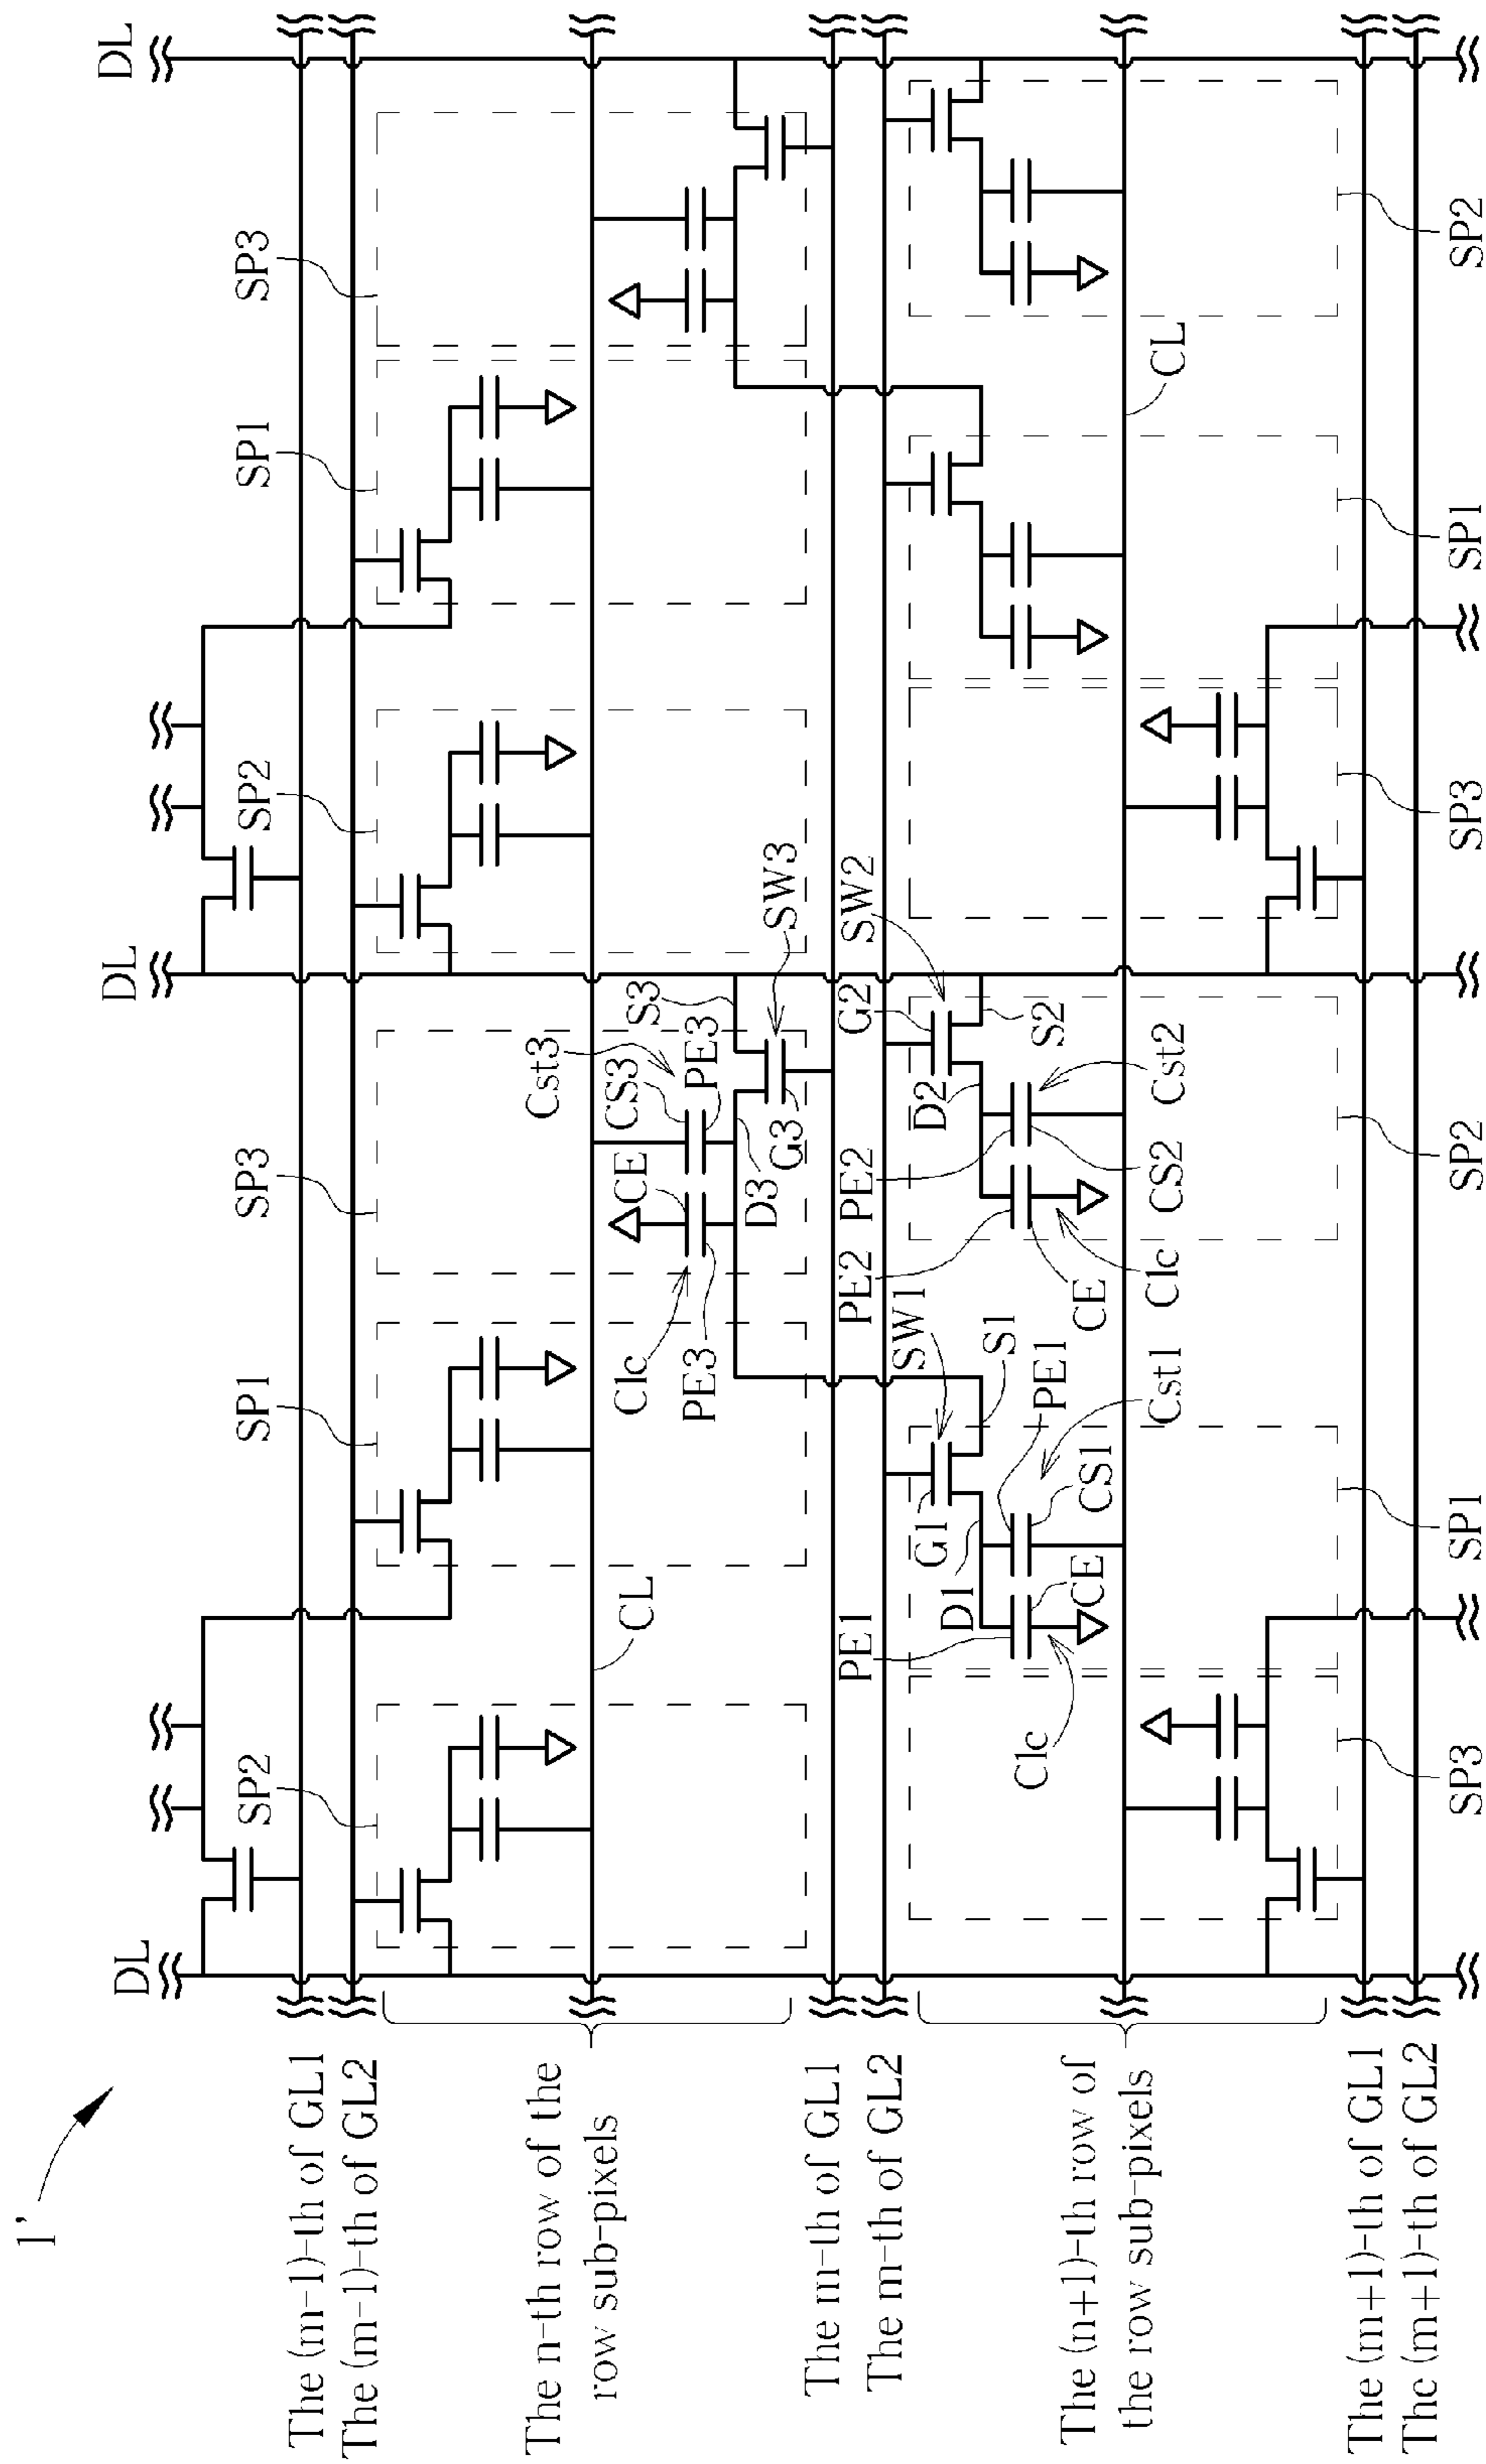 1'
DL
DL
DL
SP2
SP1
SP3
SP2
SP1
SP3
The (m-1)-th of GL1
The (m-1)-th of GL2
The n-th row of the
row sub-pixels
Cst3
CL
Clc
CE
CS3
S3
PE3
PE3
D3
G3
SW3
The m-th of GL1
The m-th of GL2
PE1
PE2
PE2
G2
SW2
SW1
G1
D2
D1
S1
Clc
PE1
S2
CE
CS1
CE
Cst1
Clc
CS2
Cst2
CL
The (n+1)-th row of
the row sub-pixels
The (m+1)-th of GL1
The (m+1)-th of GL2
SP3
SP1
SP2
SP3
SP1
SP2